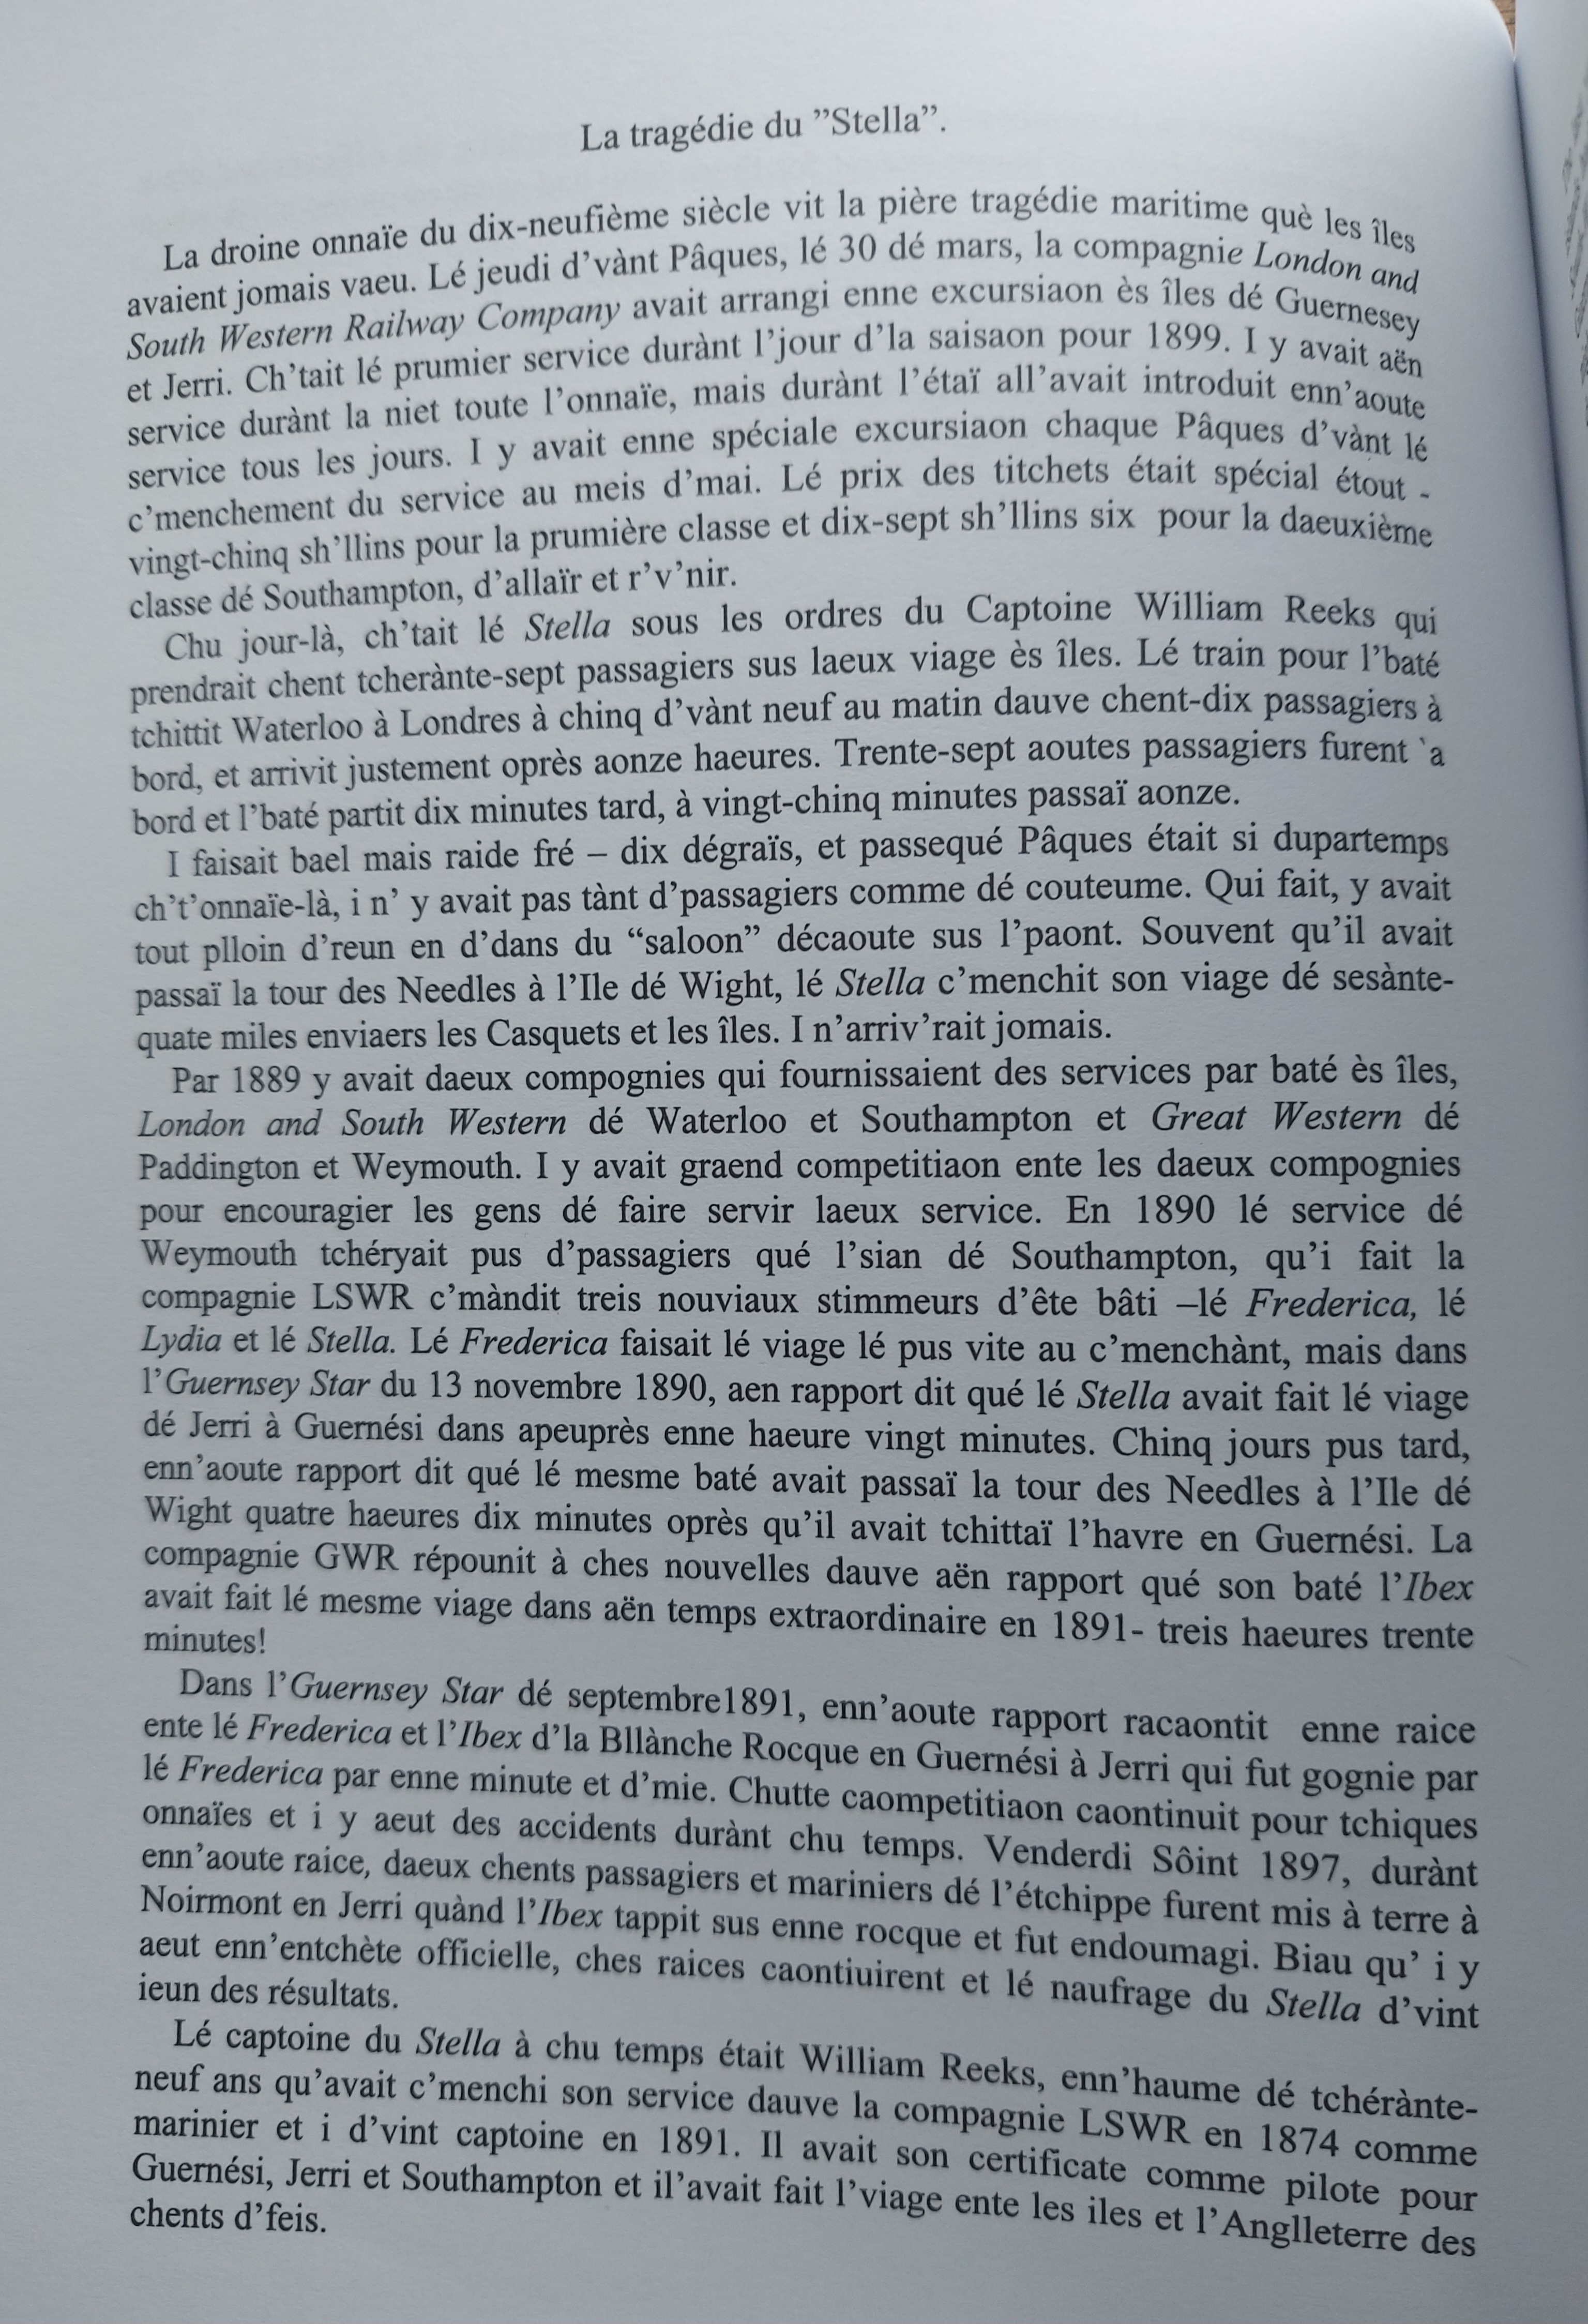 La tragédie du ”Stella”.
La droine onnaïe du dix-neufième siècle vit la pière tragédie maritime què les îles
avaient jomais vaeu. Lé jeudi d’vànt Pâques, lé 30 dé mars, la compagnie London and
South Western Railway Company avait arrangi enne excursiaon ès îles dé Guernesey
et Jerri. Ch’tait lé prumier service durànt l’jour d’la saisaon pour 1899. I y avait aën
service durànt la niet toute l’onnaïe, mais durànt l’étaï all’avait introduit enn’aoute
service tous les jours. I y avait enne spéciale excursiaon chaque Pâques d’vànt lé
c’menchement du service au meis d’mai. Lé prix des titchets était spécial étout -
vingt-chinq sh’llins pour la prumière classe et dix-sept sh’llins six pour la daeuxième
classe dé Southampton, d’allaïr et r’v’nir.
Chu jour-là, ch’tait lé Stella sous les ordres du Captoine William Reeks qui
prendrait chent tcherànte-sept passagiers sus laeux viage ès îles. Lé train pour l’baté
tchittit Waterloo à Londres à chinq d’vànt neuf au matin dauve chent-dix passagiers à
bord, et arrivit justement oprès aonze haeures. Trente-sept aoutes passagiers furent `a
bord et l’baté partit dix minutes tard, à vingt-chinq minutes passaï aonze.
I faisait bael mais raide fré – dix dégraïs, et passequé Pâques était si dupartemps
ch’t’onnaïe-là, i n’ y avait pas tànt d’passagiers comme dé couteume. Qui fait, y avait
tout plloin d’reun en d’dans du “saloon” décaoute sus l’paont. Souvent qu’il avait
passaï la tour des Needles à l’Ile dé Wight, lé Stella c’menchit son viage dé sesànte-
quate miles enviaers les Casquets et les îles. I n’arriv’rait jomais.
Par 1889 y avait daeux compognies qui fournissaient des services par baté ès îles,
London and South Western dé Waterloo et Southampton et Great Western dé
Paddington et Weymouth. I y avait graend competitiaon ente les daeux compognies
pour encouragier les gens dé faire servir laeux service. En 1890 lé service dé
Weymouth tchéryait pus d’passagiers qué l’sian dé Southampton, qu’i fait la
compagnie LSWR c’màndit treis nouviaux stimmeurs d’ête bâti –lé Frederica, lé
Lydia et lé Stella. Lé Frederica faisait lé viage lé pus vite au c’menchànt, mais dans
l’Guernsey Star du 13 novembre 1890, aen rapport dit qué lé Stella avait fait lé viage
dé Jerri à Guernési dans apeuprès enne haeure vingt minutes. Chinq jours pus tard,
enn’aoute rapport dit qué lé mesme baté avait passaï la tour des Needles à l’Ile dé
Wight quatre haeures dix minutes oprès qu’il avait tchittaï l’havre en Guernési. La
compagnie GWR répounit à ches nouvelles dauve aën rapport qué son baté l’Ibex
avait fait lé mesme viage dans aën temps extraordinaire en 1891- treis haeures trente
minutes!
Dans l’Guernsey Star dé septembre1891, enn’aoute rapport racaontit enne raice
ente lé Frederica et l’Ibex d’la Bllànche Rocque en Guernési à Jerri qui fut gognie par
lé Frederica par enne minute et d’mie. Chutte caompetitiaon caontinuit pour tchiques
onnaïes et i y aeut des accidents durànt chu temps. Venderdi Sôint 1897, durànt
enn’aoute raice, daeux chents passagiers et mariniers dé l’étchippe furent mis à terre à
Noirmont en Jerri quànd l’Ibex tappit sus enne rocque et fut endoumagi. Biau qu’ i y
aeut enn’entchète officielle, ches raices caontiuirent et lé naufrage du Stella d’vint
ieun des résultats.
Lé captoine du Stella à chu temps était William Reeks, enn’haume dé tchérànte-
neuf ans qu’avait c’menchi son service dauve la compagnie LSWR en 1874 comme
marinier et i d’vint captoine en 1891. Il avait son certificate comme pilote pour
Guernési, Jerri et Southampton et il’avait fait l’viage ente les iles et l’Anglleterre des
chents d’feis.